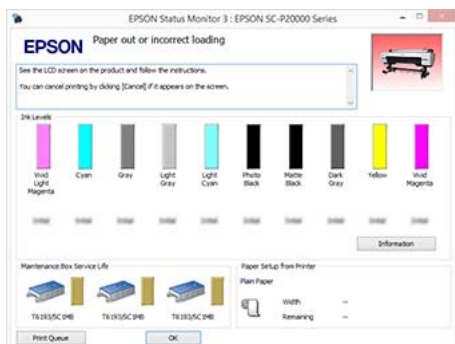 EPSON Status Monitor 3 : EPSON SC-P20000 Series
EPSON
Paper out or incorrect loading
See the LCD screen on the product and follow the instructions.
You can cancel printing by clicking [Cancel] if it appears on the screen.
Ink Levels
Vivid Light Magenta
Cyan
Gray
Light Gray
Light Cyan
Photo Black
Matte Black
Dark Gray
Yellow
Vivid Magenta
Information
Maintenance Box Service Life
T6193/SC1MB
T6193/SC1MB
T6193/SC1MB
Paper Setup from Printer
Plain Paper
Width --
Remaining --
Print Queue
OK